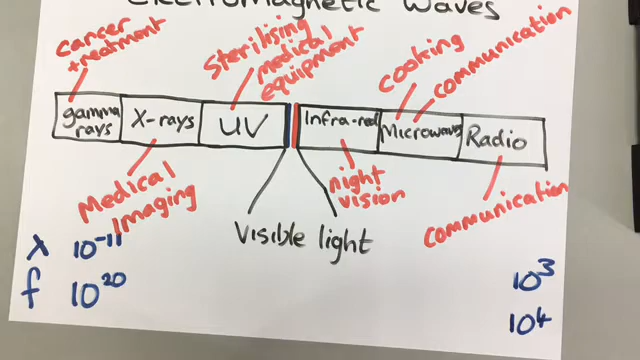 Electromagnetic Waves
cancer
treatment
Sterilising
medical
equipment
cooking
communication
gamma
rays
X-rays
UV
Infra-red
Microwave
Radio
Medical
Imaging
night
vision
communication
Visible light
λ 10⁻¹¹
f 10²⁰
10³
10⁴